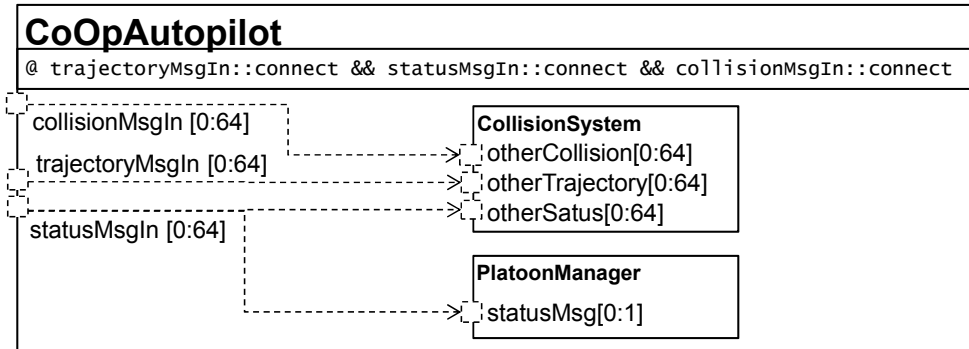 CoOpAutopilot
@ trajectoryMsgIn::connect && statusMsgIn::connect && collisionMsgIn::connect
collisionMsgIn [0:64]
trajectoryMsgIn [0:64]
statusMsgIn [0:64]
CollisionSystem
otherCollision[0:64]
otherTrajectory[0:64]
otherSatus[0:64]
PlatoonManager
statusMsg[0:1]